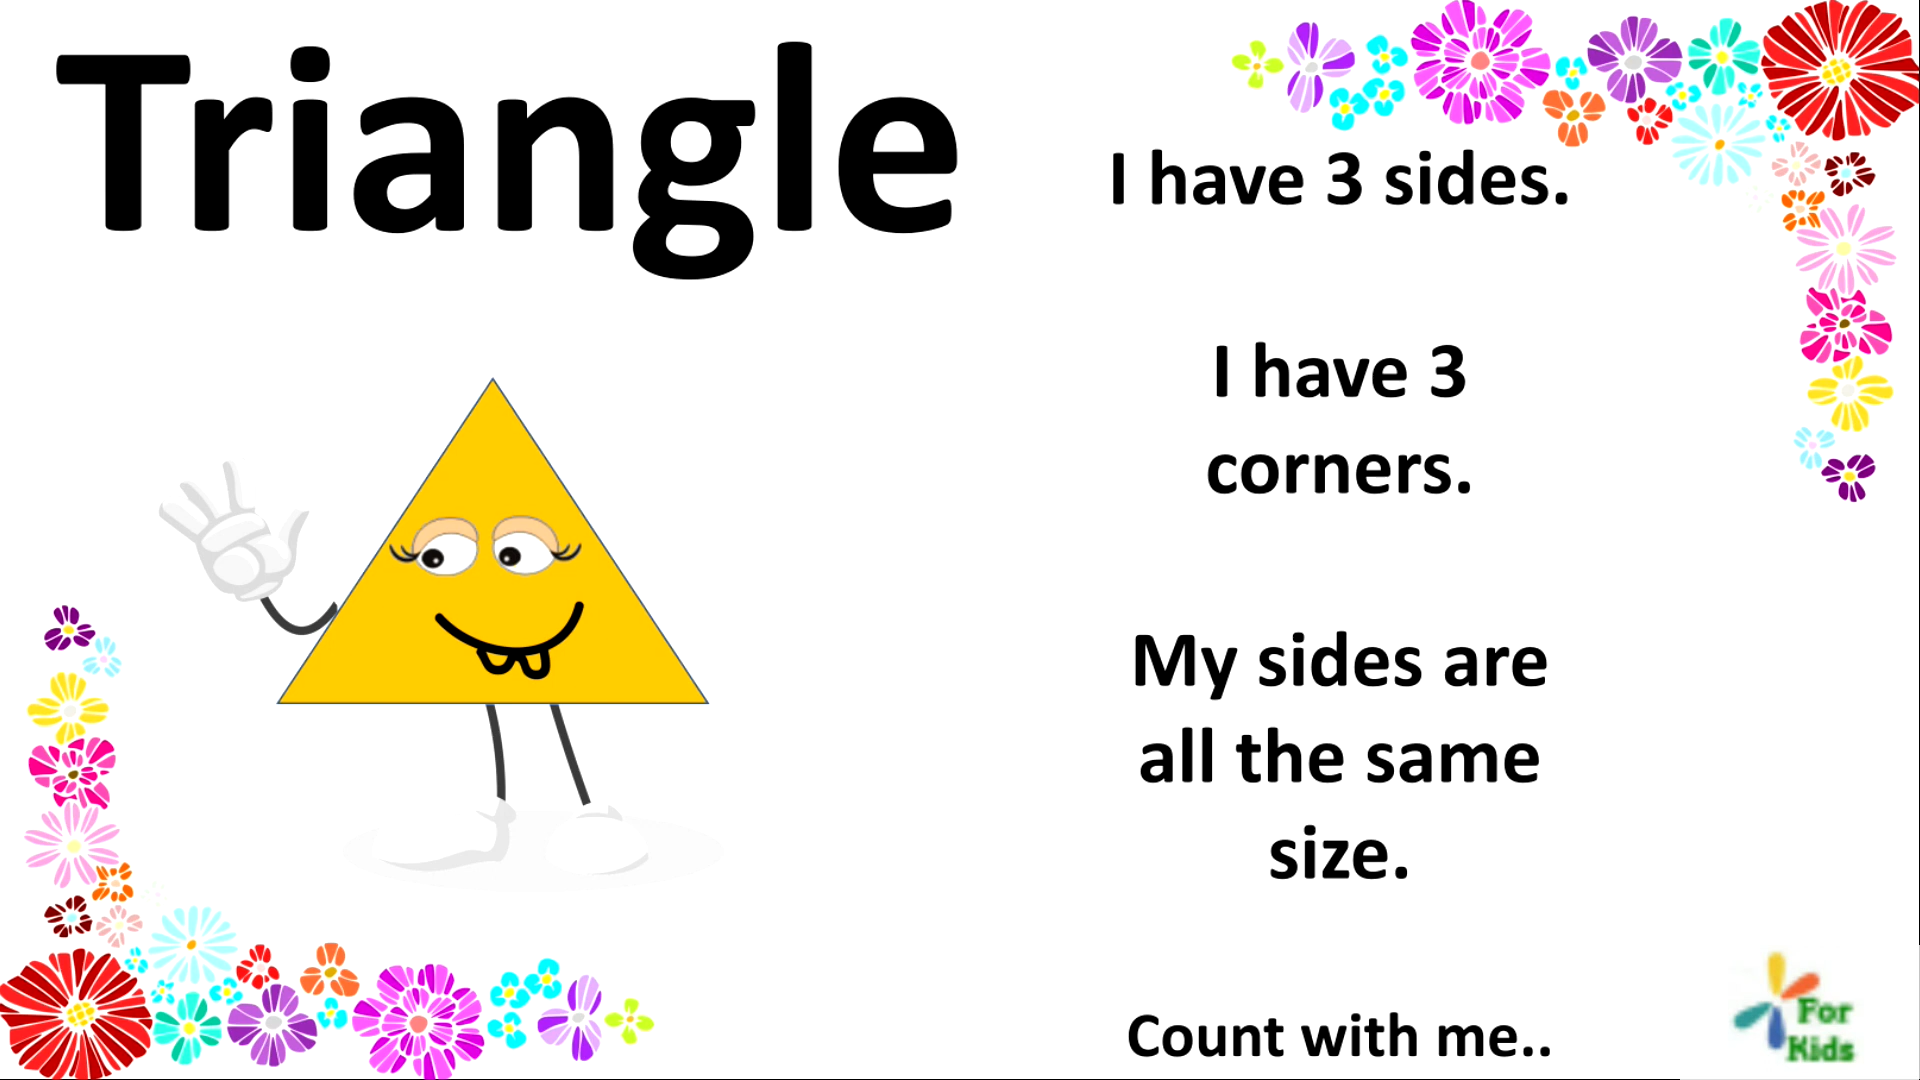 Triangle
I have 3 sides.
I have 3
corners.
My sides are
all the same
size.
Count with me..
For
Kids